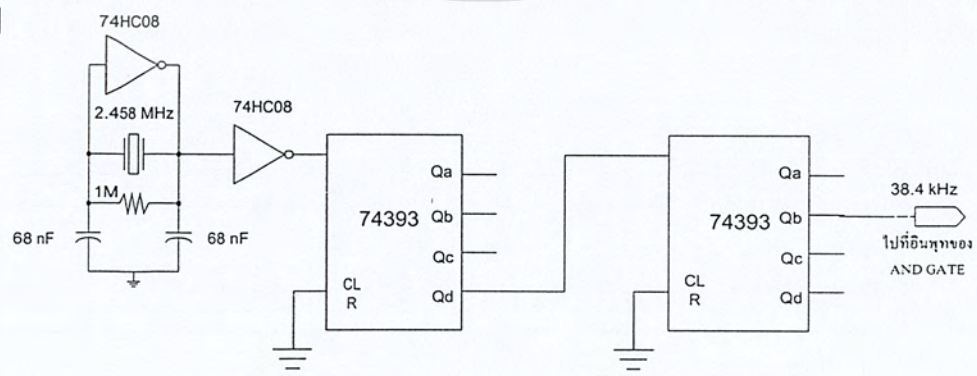 74HC08
2.458 MHz
1M
68 nF
68 nF
74HC08
74393
Qa
Qb
Qc
Qd
CL
R
74393
Qa
Qb
Qc
Qd
CL
R
38.4 kHz
ไปที่อินพุทของ
AND GATE